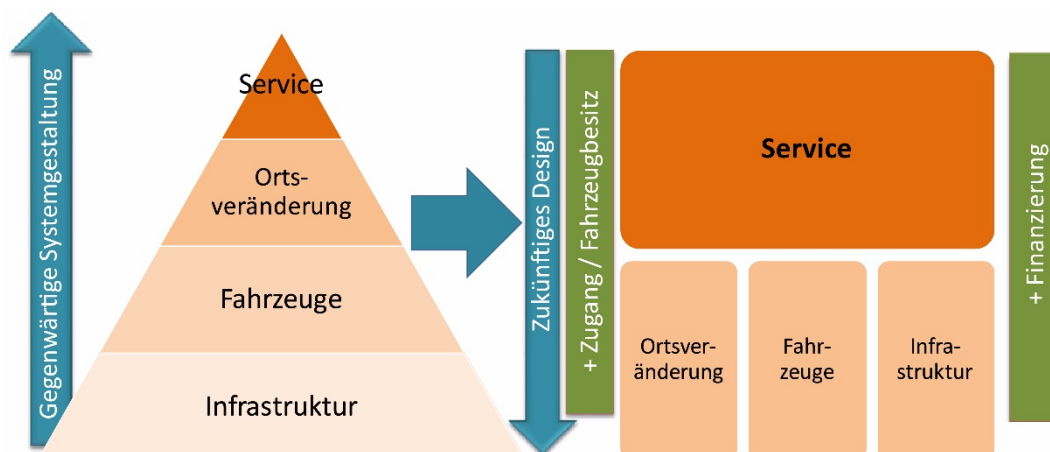 Gegenwärtige Systemgestaltung
Service
Orts-
veränderung
Fahrzeuge
Infrastruktur
Zukünftiges Design
+ Zugang / Fahrzeugbesitz
Service
Ortsver-
änderung
Fahr-
zeuge
Infra-
struktur
+ Finanzierung